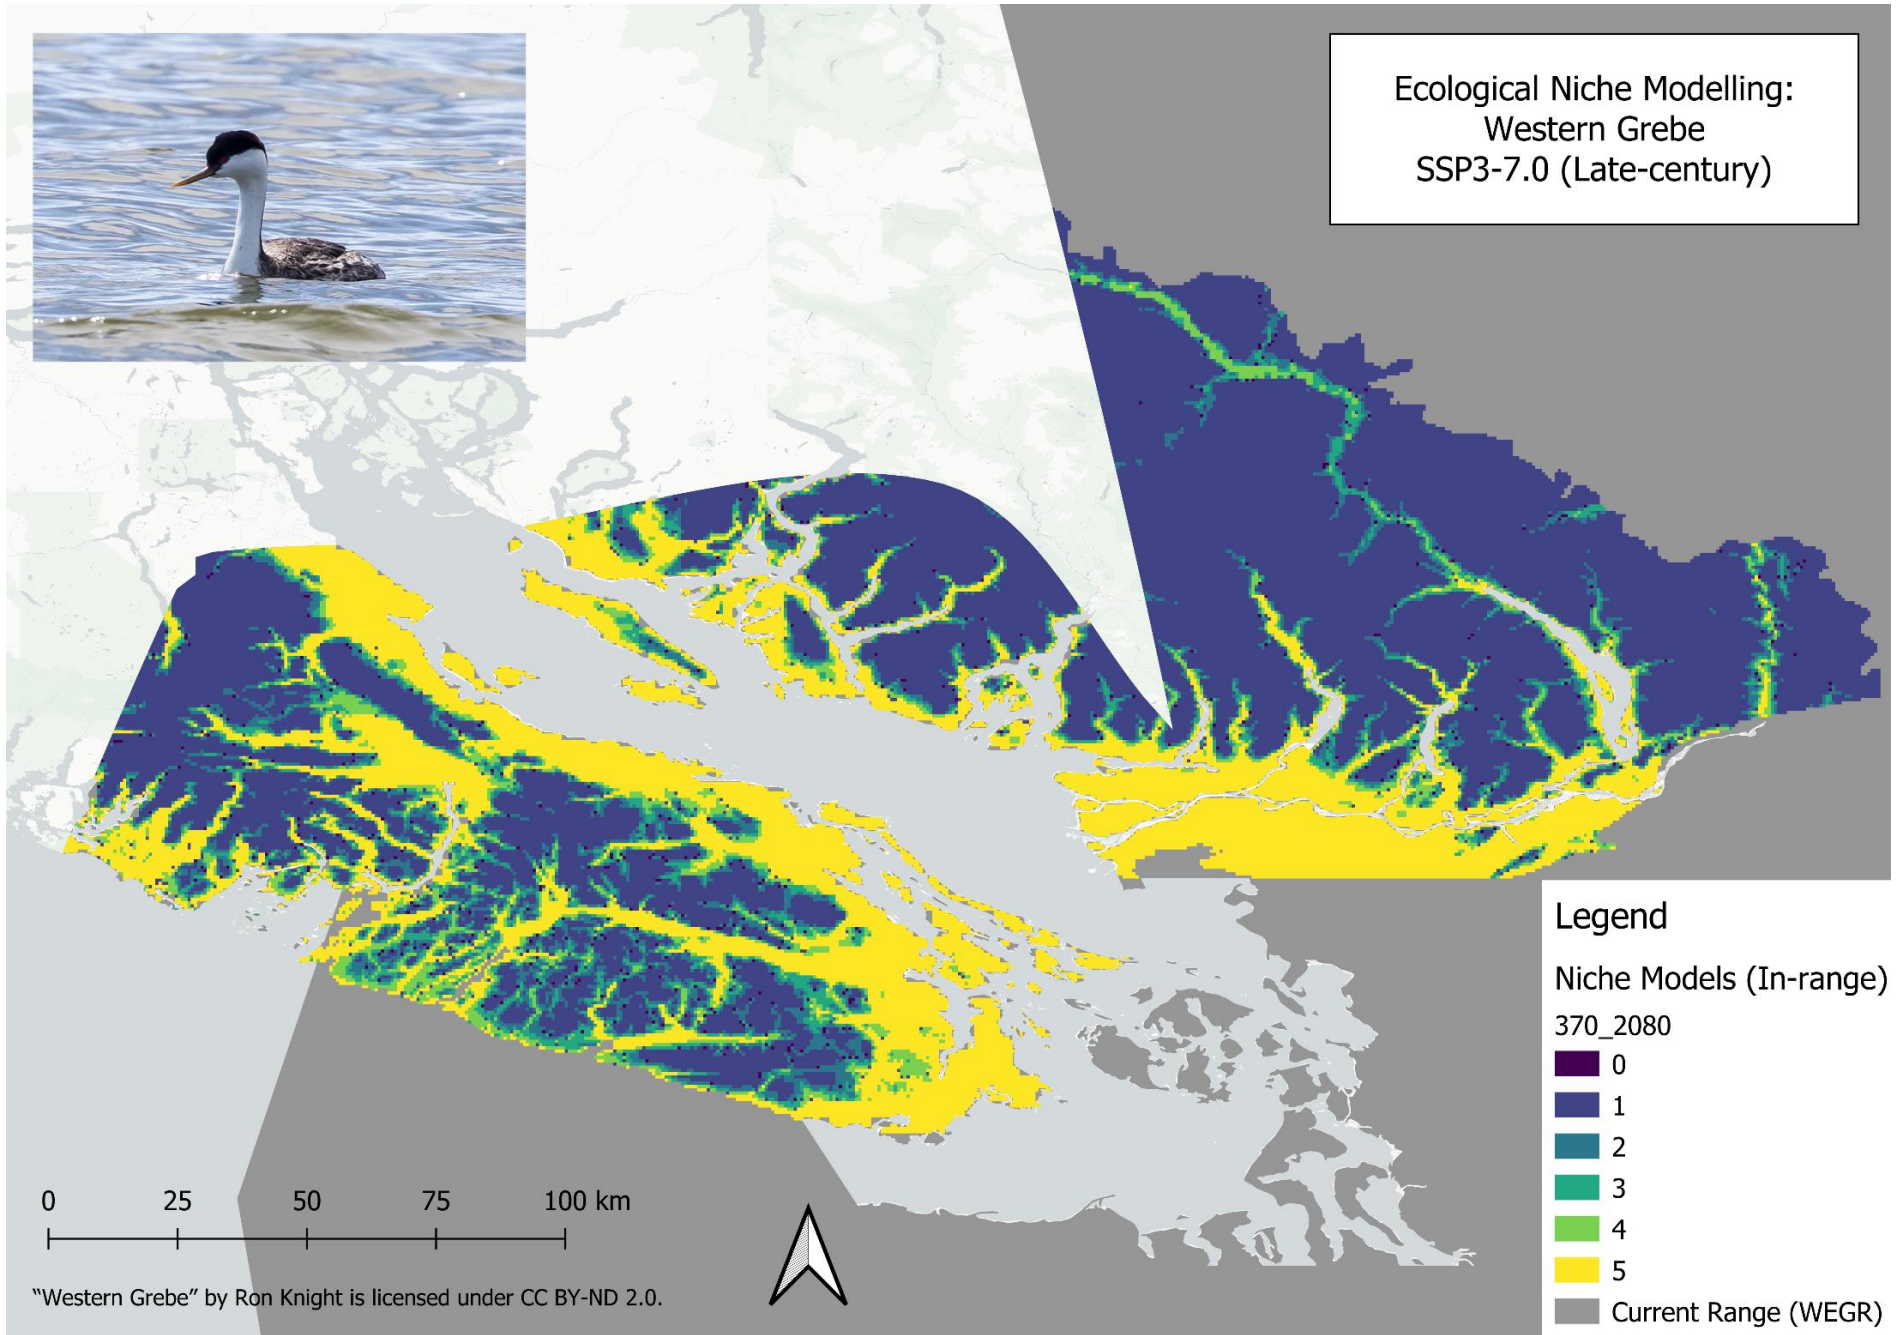 Ecological Niche Modelling:
Western Grebe
SSP3-7.0 (Late-century)
Legend
Niche Models (In-range)
370_2080
0
1
2
3
4
5
Current Range (WEGR)
0 25 50 75 100 km
“Western Grebe” by Ron Knight is licensed under CC BY-ND 2.0.